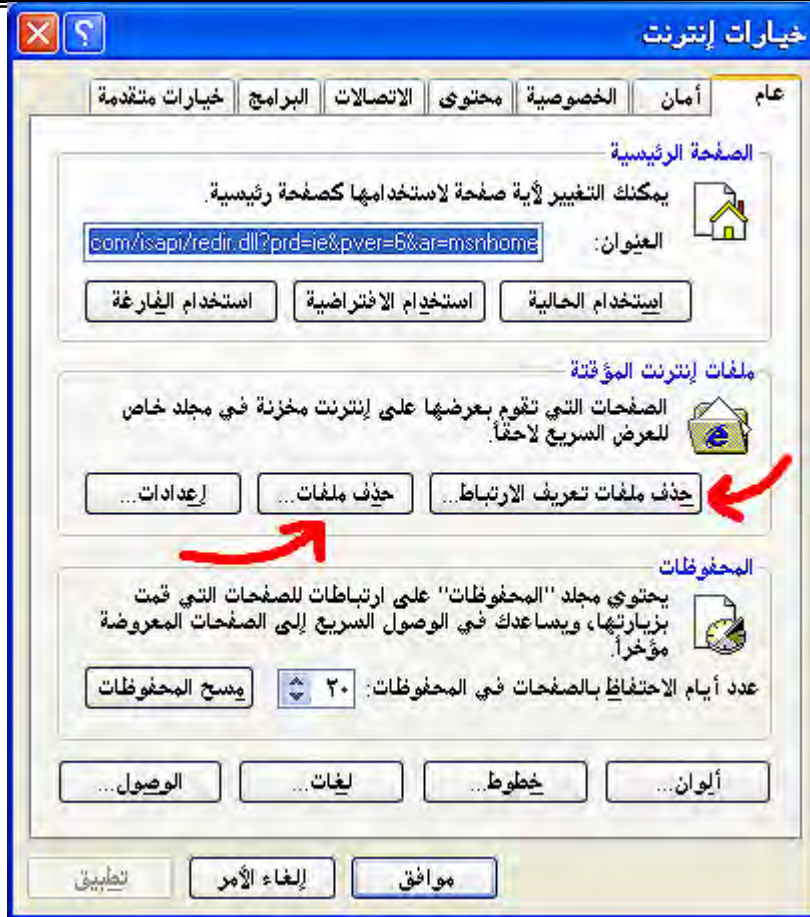 خيارات إنترنت
عام أمان الخصوصية محتوى الاتصالات البرامج خيارات متقدمة
الصفحة الرئيسية
يمكنك التغيير لأية صفحة لاستخدامها كصفحة رئيسية.
العنوان: com/isapi/redir.dll?prd=ie&pver=6&ar=msnhome
استخدام الحالية استخدام الافتراضية استخدام الفارغة
ملفات إنترنت المؤقتة
الصفحات التي تقوم بعرضها على إنترنت مخزنة في مجلد خاص
للعرض السريع لاحقاً.
حذف ملفات تعريف الارتباط... حذف ملفات... إعدادات...
المحفوظات
يحتوي مجلد "المحفوظات" على ارتباطات للصفحات التي قمت
بزيارتها، ويساعدك في الوصول السريع إلى الصفحات المعروضة
مؤخراً.
عدد أيام الاحتفاظ بالصفحات في المحفوظات: ٢٠ مسح المحفوظات
ألوان... خطوط... لغات... الوصول...
موافق إلغاء الأمر تطبيق